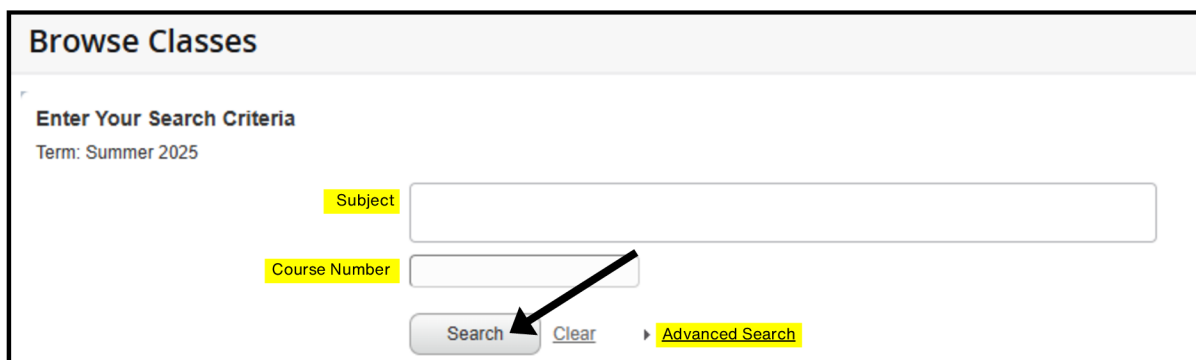 Browse Classes
Enter Your Search Criteria
Term: Summer 2025
Subject
Course Number
Search Clear Advanced Search